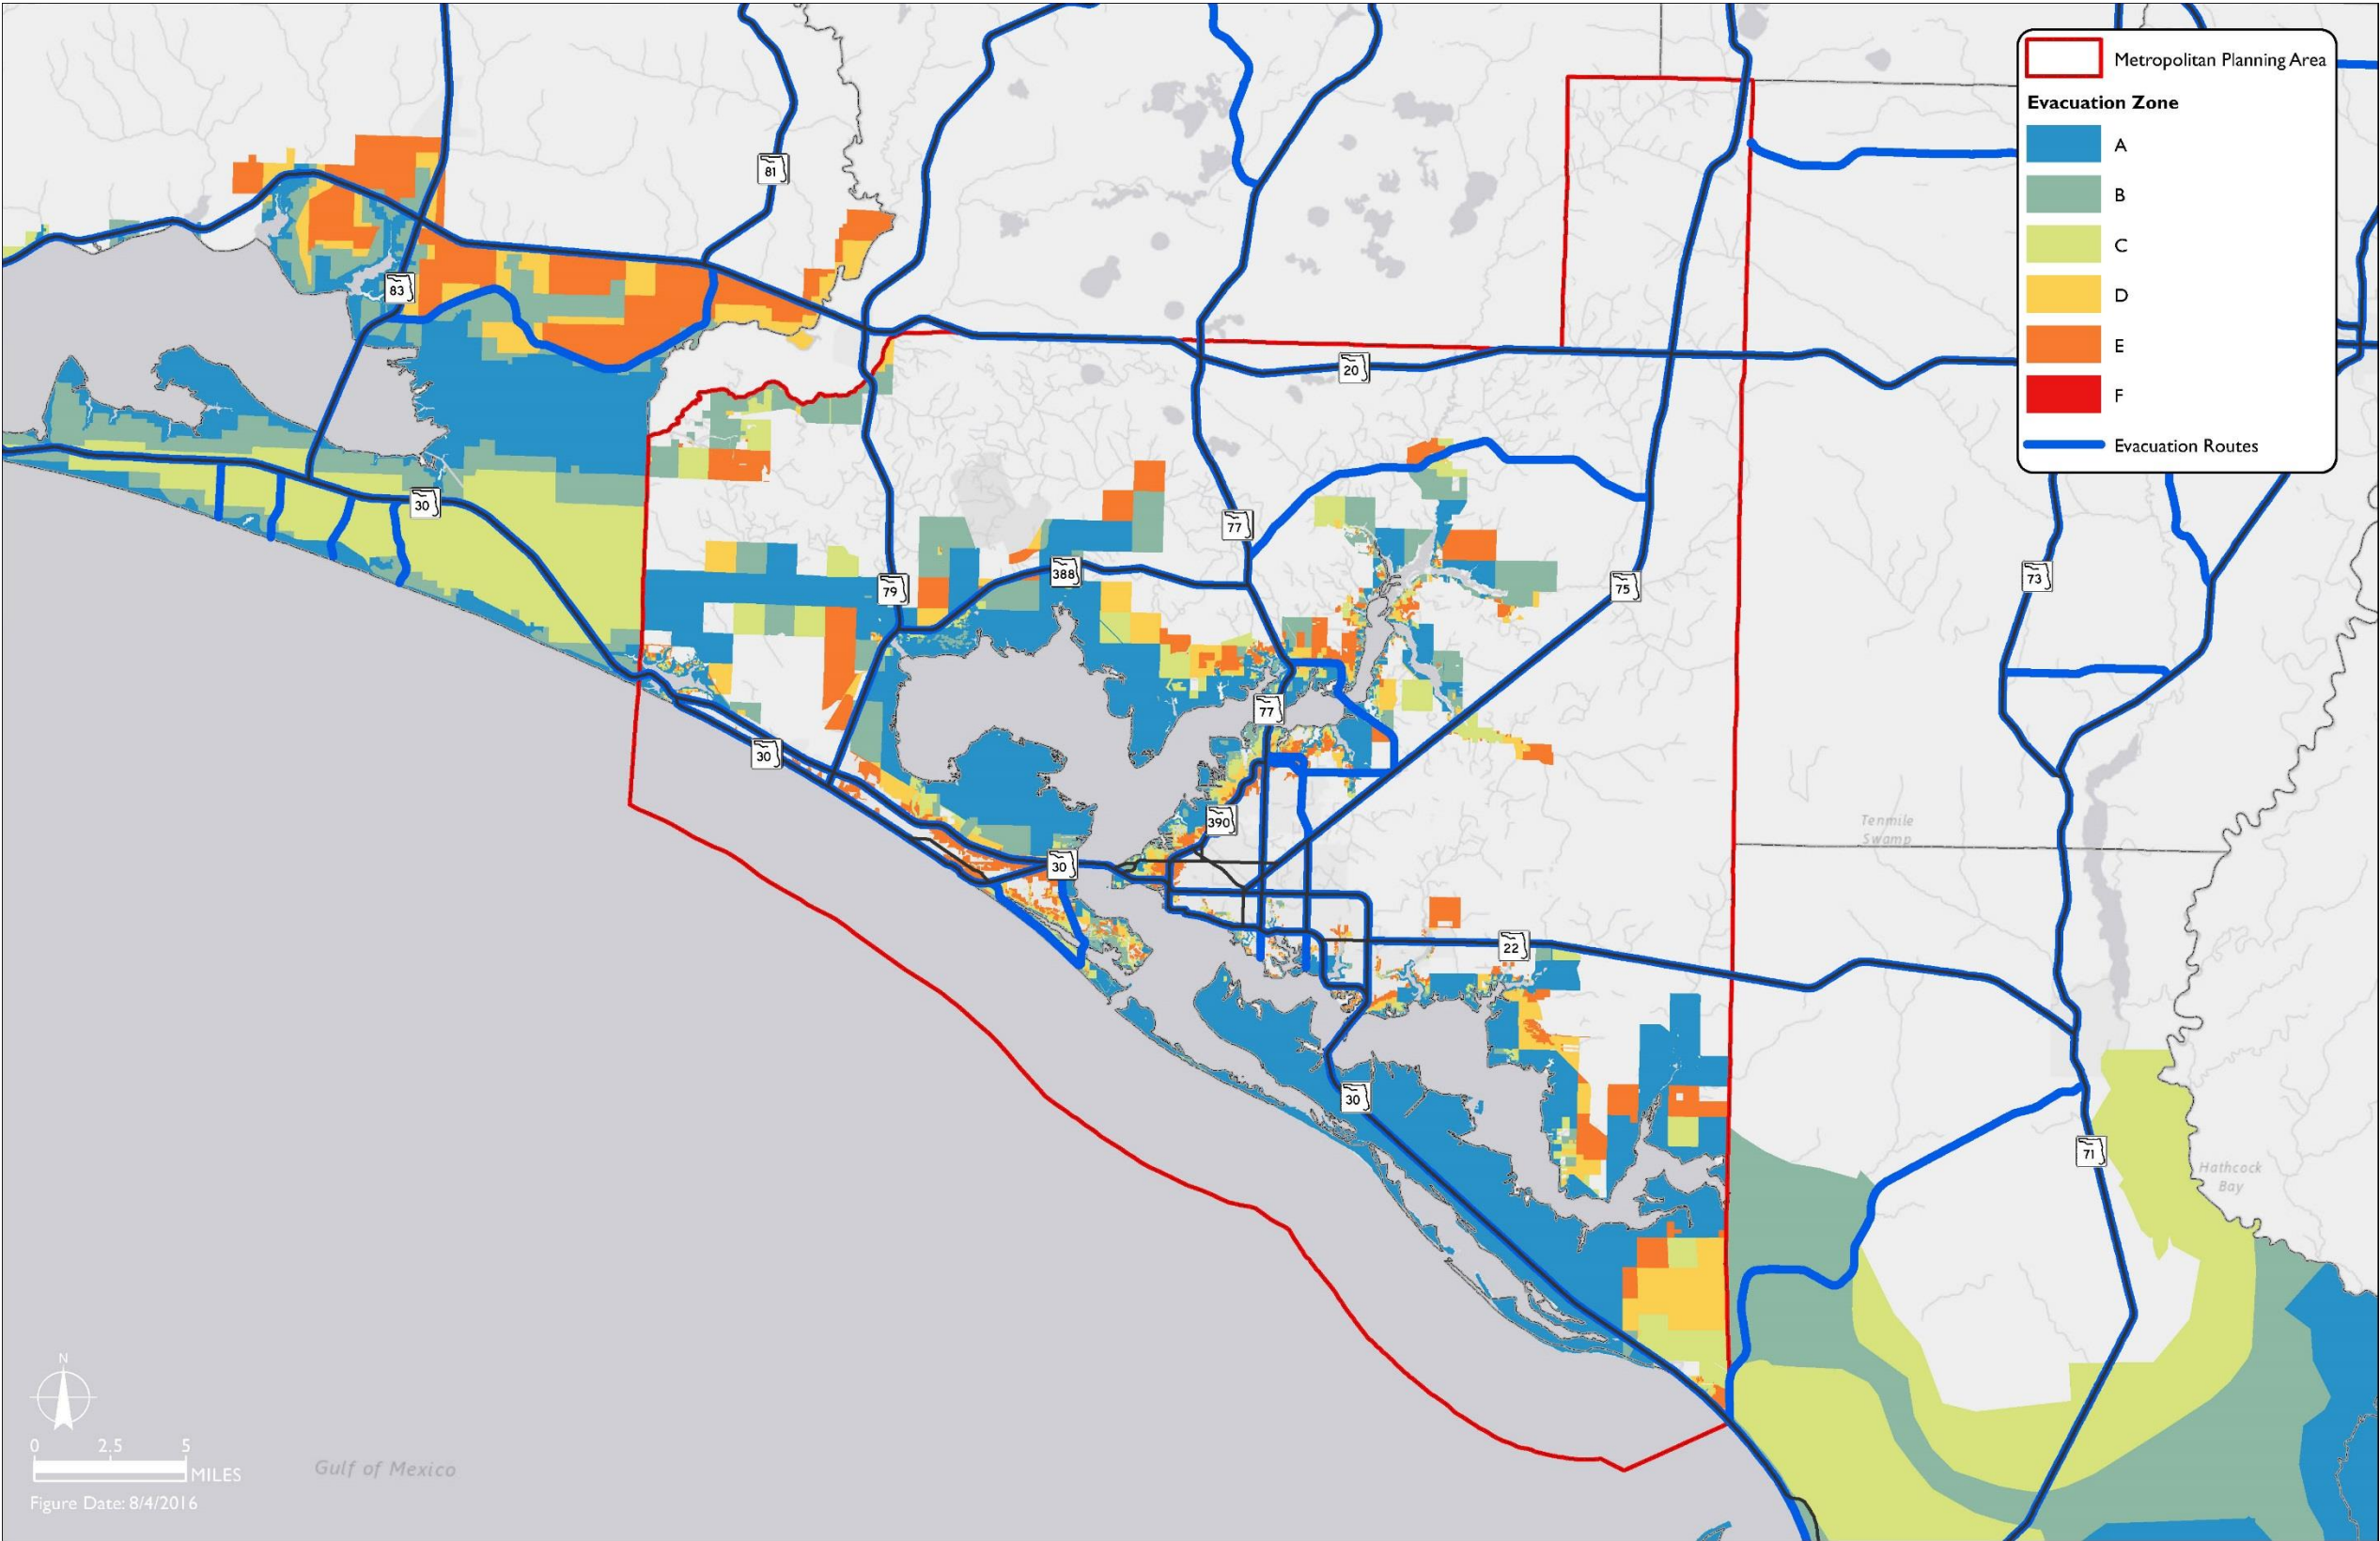 Metropolitan Planning Area
Evacuation Zone
A
B
C
D
E
F
Evacuation Routes
81
83
20
30
77
388
79
75
73
77
30
390
30
Tenmile
Swamp
22
30
71
Hathcock
Bay
N
0 2.5 5
MILES
Gulf of Mexico
Figure Date: 8/4/2016